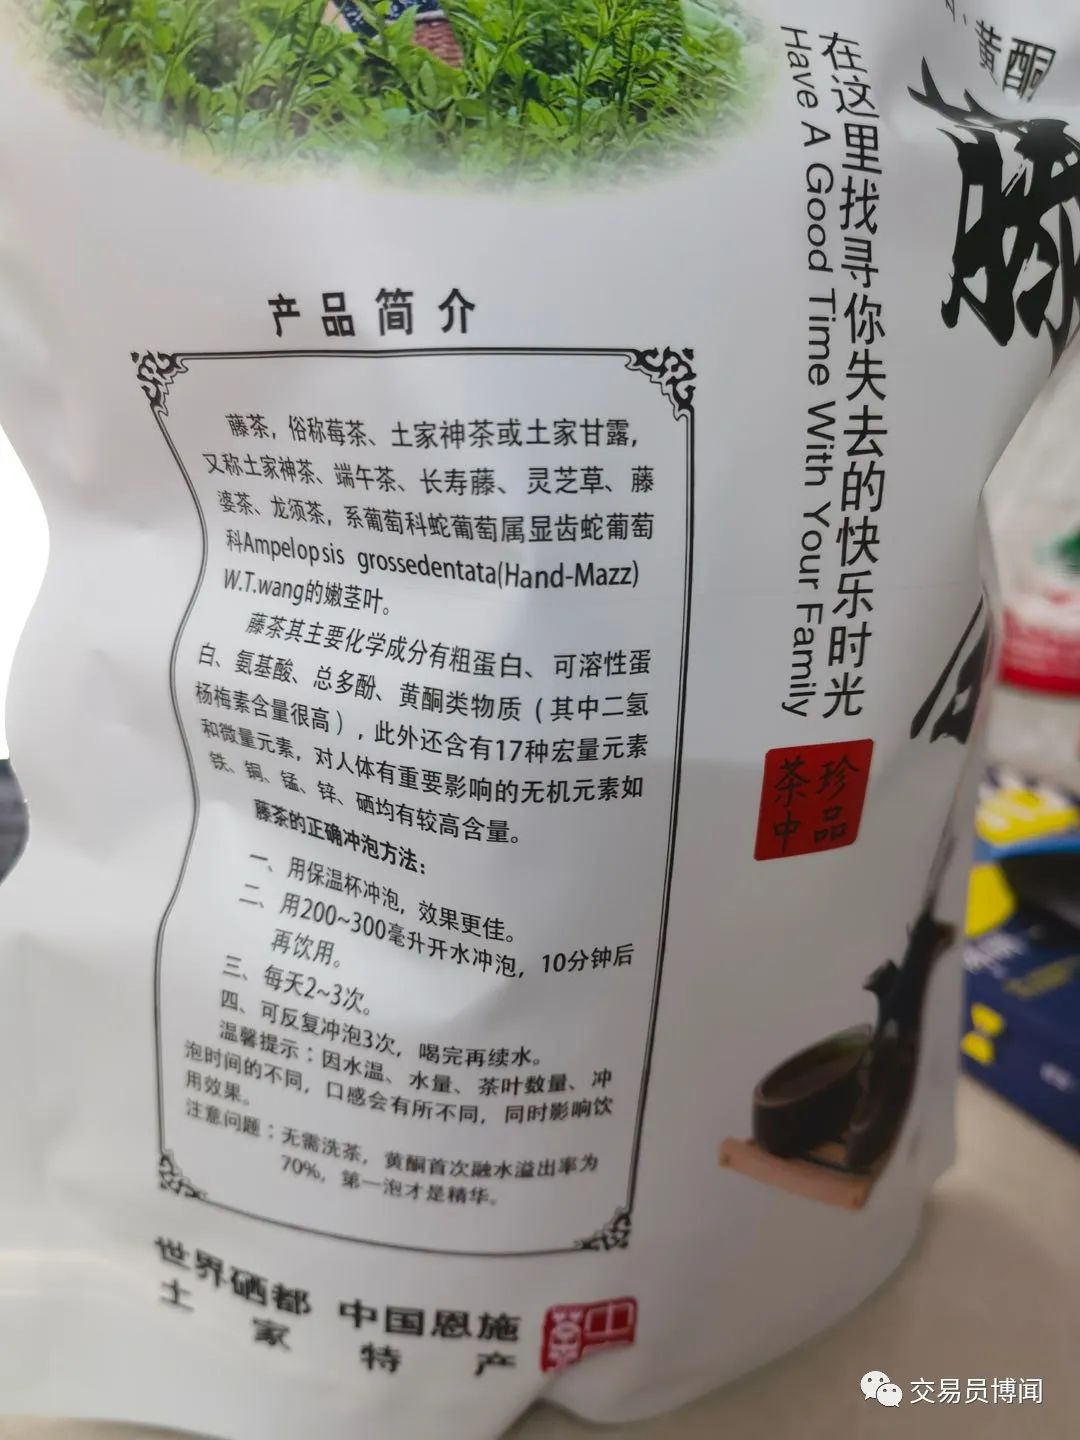 黄酮
藤
在这里找寻你失去的快乐时光
Have A Good Time With Your Family
珍品
茶中
产品简介
藤茶，俗称莓茶、土家神茶或土家甘露，
又称土家神茶、端午茶、长寿藤、灵芝草、藤
婆茶、龙须茶，系葡萄科蛇葡萄属显齿蛇葡萄
科Ampelopsis grossedentata(Hand-Mazz)
W.T.wang的嫩茎叶。
藤茶其主要化学成分有粗蛋白、可溶性蛋
白、氨基酸、总多酚、黄酮类物质（其中二氢
杨梅素含量很高），此外还含有17种宏量元素
和微量元素，对人体有重要影响的无机元素如
铁、铜、锰、锌、硒均有较高含量。
藤茶的正确冲泡方法：
一、用保温杯冲泡，效果更佳。
二、用200~300毫升开水冲泡，10分钟后
再饮用。
三、每天2~3次。
四、可反复冲泡3次，喝完再续水。
温馨提示：因水温、水量、茶叶数量、冲
泡时间的不同，口感会有所不同，同时影响饮
用效果。
注意问题：无需洗茶，黄酮首次融水溢出率为
70%，第一泡才是精华。
世界硒都 中国恩施
土家特产
交易员博闻